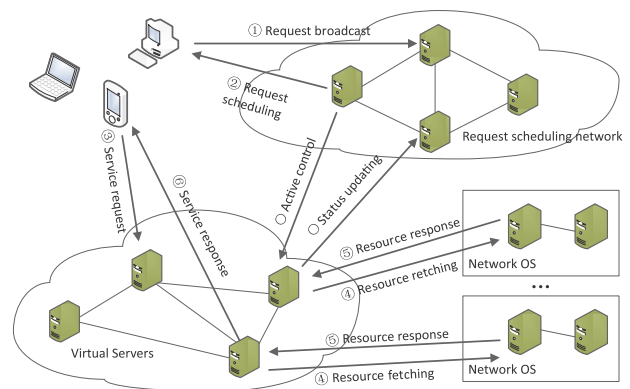 ① Request broadcast
② Request
scheduling
Request scheduling network
③ Service request
⑥ Service response
○ Active control
○ Status updating
⑤ Resource response
④ Resource retching
Network OS
...
⑤ Resource response
④ Resource fetching
Network OS
Virtual Servers